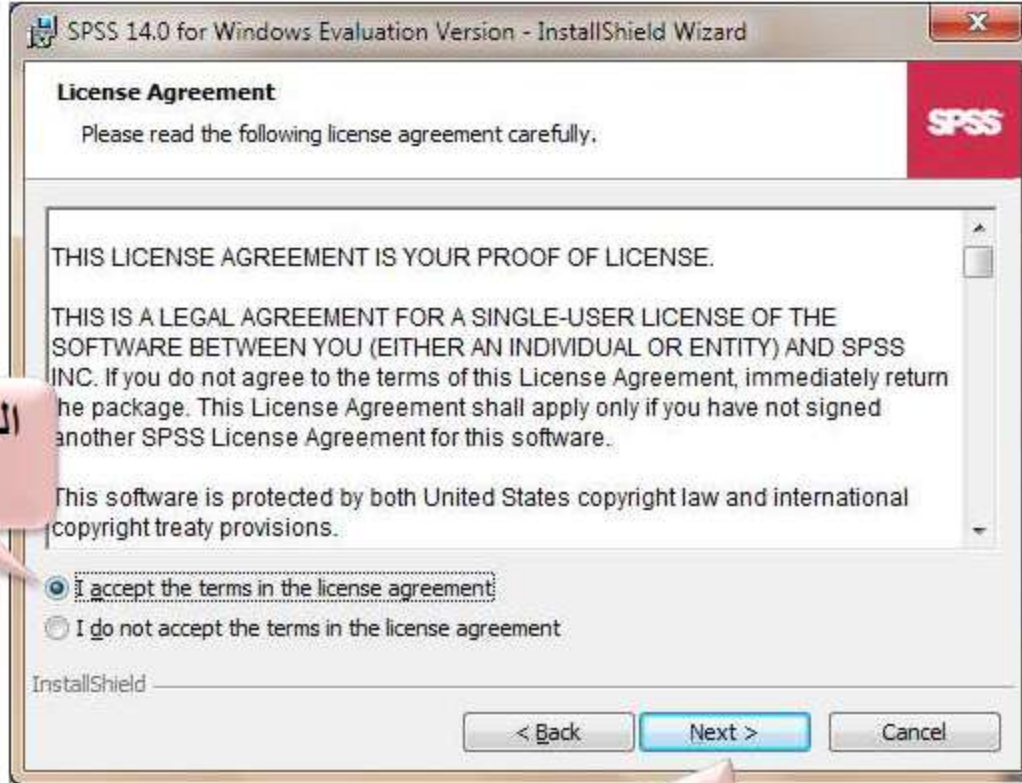 SPSS 14.0 for Windows Evaluation Version - InstallShield Wizard
License Agreement
Please read the following license agreement carefully.
SPSS
THIS LICENSE AGREEMENT IS YOUR PROOF OF LICENSE.
THIS IS A LEGAL AGREEMENT FOR A SINGLE-USER LICENSE OF THE
SOFTWARE BETWEEN YOU (EITHER AN INDIVIDUAL OR ENTITY) AND SPSS
INC. If you do not agree to the terms of this License Agreement, immediately return
he package. This License Agreement shall apply only if you have not signed
another SPSS License Agreement for this software.
This software is protected by both United States copyright law and international
copyright treaty provisions.
I accept the terms in the license agreement
I do not accept the terms in the license agreement
InstallShield
< Back
Next >
Cancel